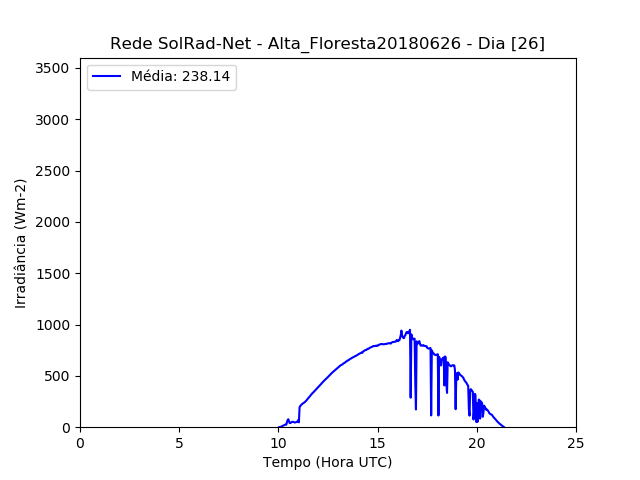 Rede SolRad-Net - Alta_Floresta20180626 - Dia [26]
Média: 238.14
3500
3000
2500
2000
1500
1000
500
0
Irradiância (Wm-2)
0 5 10 15 20 25
Tempo (Hora UTC)